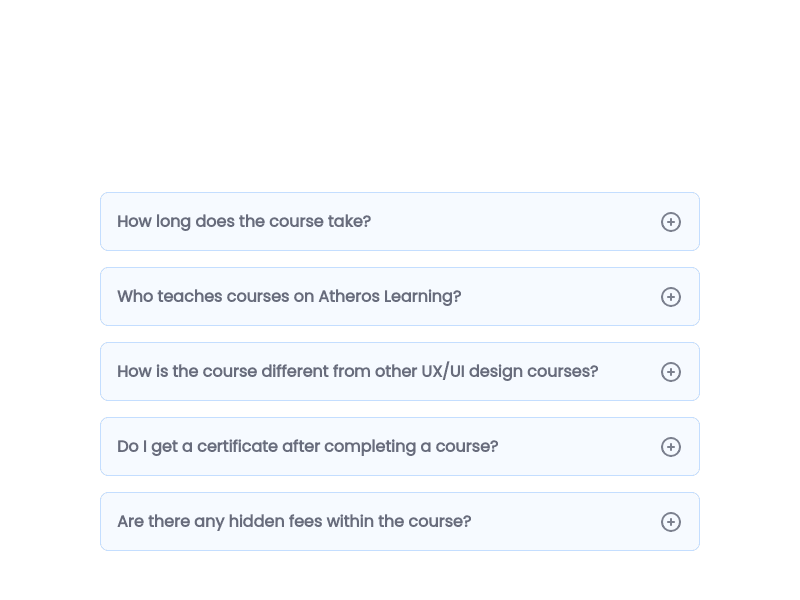 How long does the course take?
Who teaches courses on Atheros Learning?
How is the course different from other UX/UI design courses?
Do I get a certificate after completing a course?
Are there any hidden fees within the course?